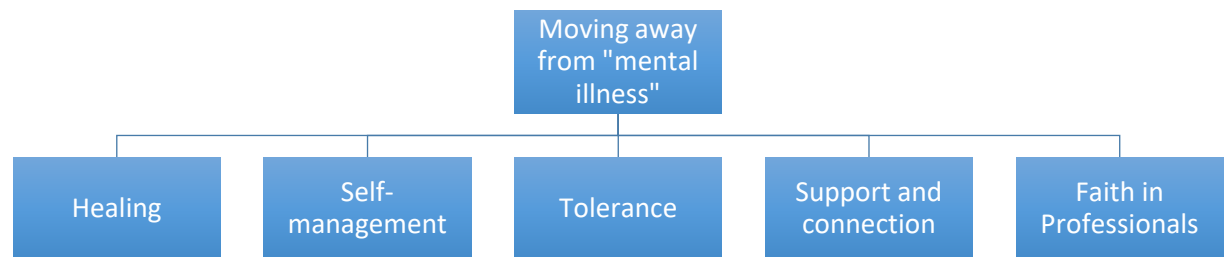 Moving away
from "mental
illness"
Healing
Self-
management
Tolerance
Support and
connection
Faith in
Professionals